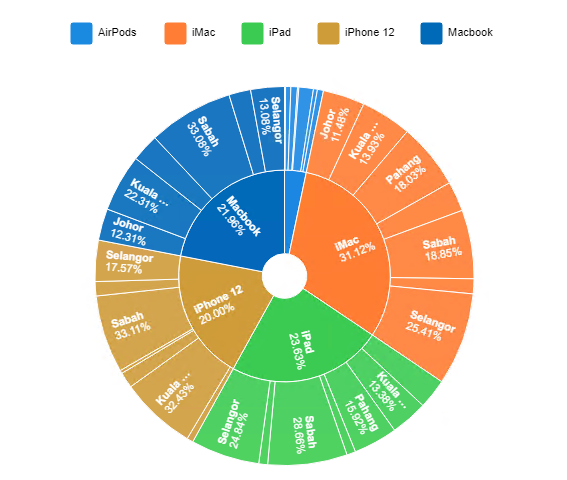 AirPods
iMac
iPad
iPhone 12
Macbook
Selangor
13.08%
Sabah
33.08%
Kuala ...
22.31%
Johor
12.31%
Macbook
21.96%
Johor
11.48%
Kuala ...
13.93%
Pahang
18.03%
Sabah
18.85%
Selangor
25.41%
iMac
31.12%
Selangor
17.57%
Sabah
33.11%
Kuala ...
32.43%
iPhone 12
20.00%
iPad
23.63%
Kuala ...
13.38%
Pahang
15.92%
Sabah
28.66%
Selangor
24.84%